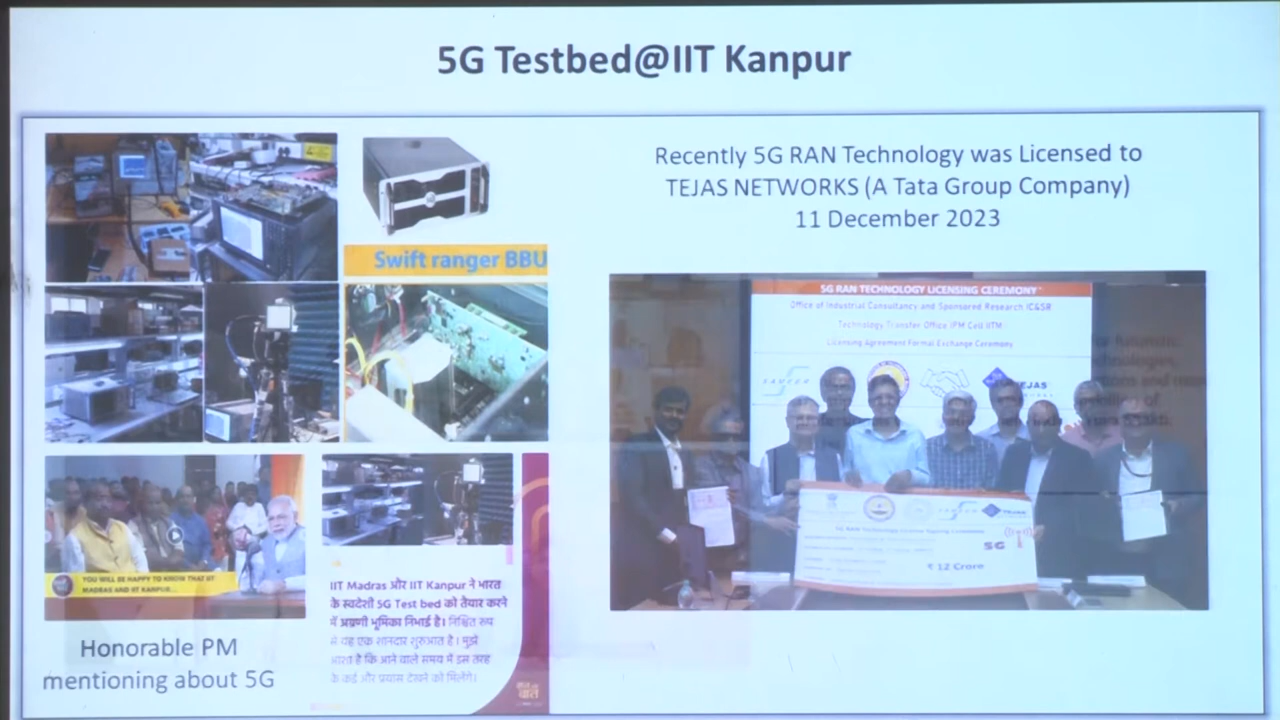 5G Testbed@IIT Kanpur
Swift ranger BBU
YOU WILL BE HAPPY TO KNOW THAT IIT
MADRAS AND IIT KANPUR...
Honorable PM
mentioning about 5G
IIT Madras और IIT Kanpur ने भारत
के स्वदेशी 5G Test bed को तैयार करने
में अग्रणी भूमिका निभाई है। निश्चित रूप
से यह एक शानदार शुरुआत है। मुझे
आशा है कि आने वाले समय में इस तरह
के कई और प्रयास देखने को मिलेंगे।
Recently 5G RAN Technology was Licensed to
TEJAS NETWORKS (A Tata Group Company)
11 December 2023
5G RAN TECHNOLOGY LICENSING CEREMONY
Office of Industrial Consultancy and Sponsored Research IC&SR
Technology Transfer Office IPM Cell IITM
Licensing Agreement Formal Exchange Ceremony
TEJAS
TEJAS
5G
₹ 12 Crore